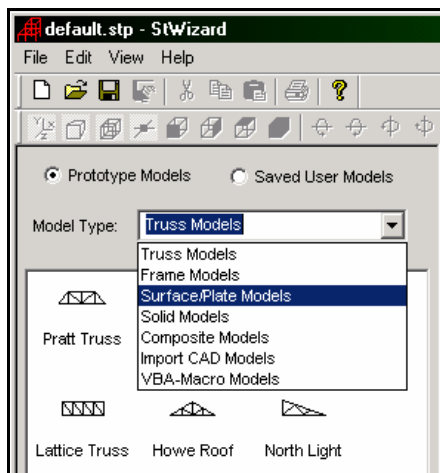 default.stp - StWizard
File Edit View Help
Prototype Models Saved User Models
Model Type: Truss Models
Truss Models
Frame Models
Surface/Plate Models
Solid Models
Composite Models
Import CAD Models
VBA-Macro Models
Pratt Truss
Lattice Truss Howe Roof North Light